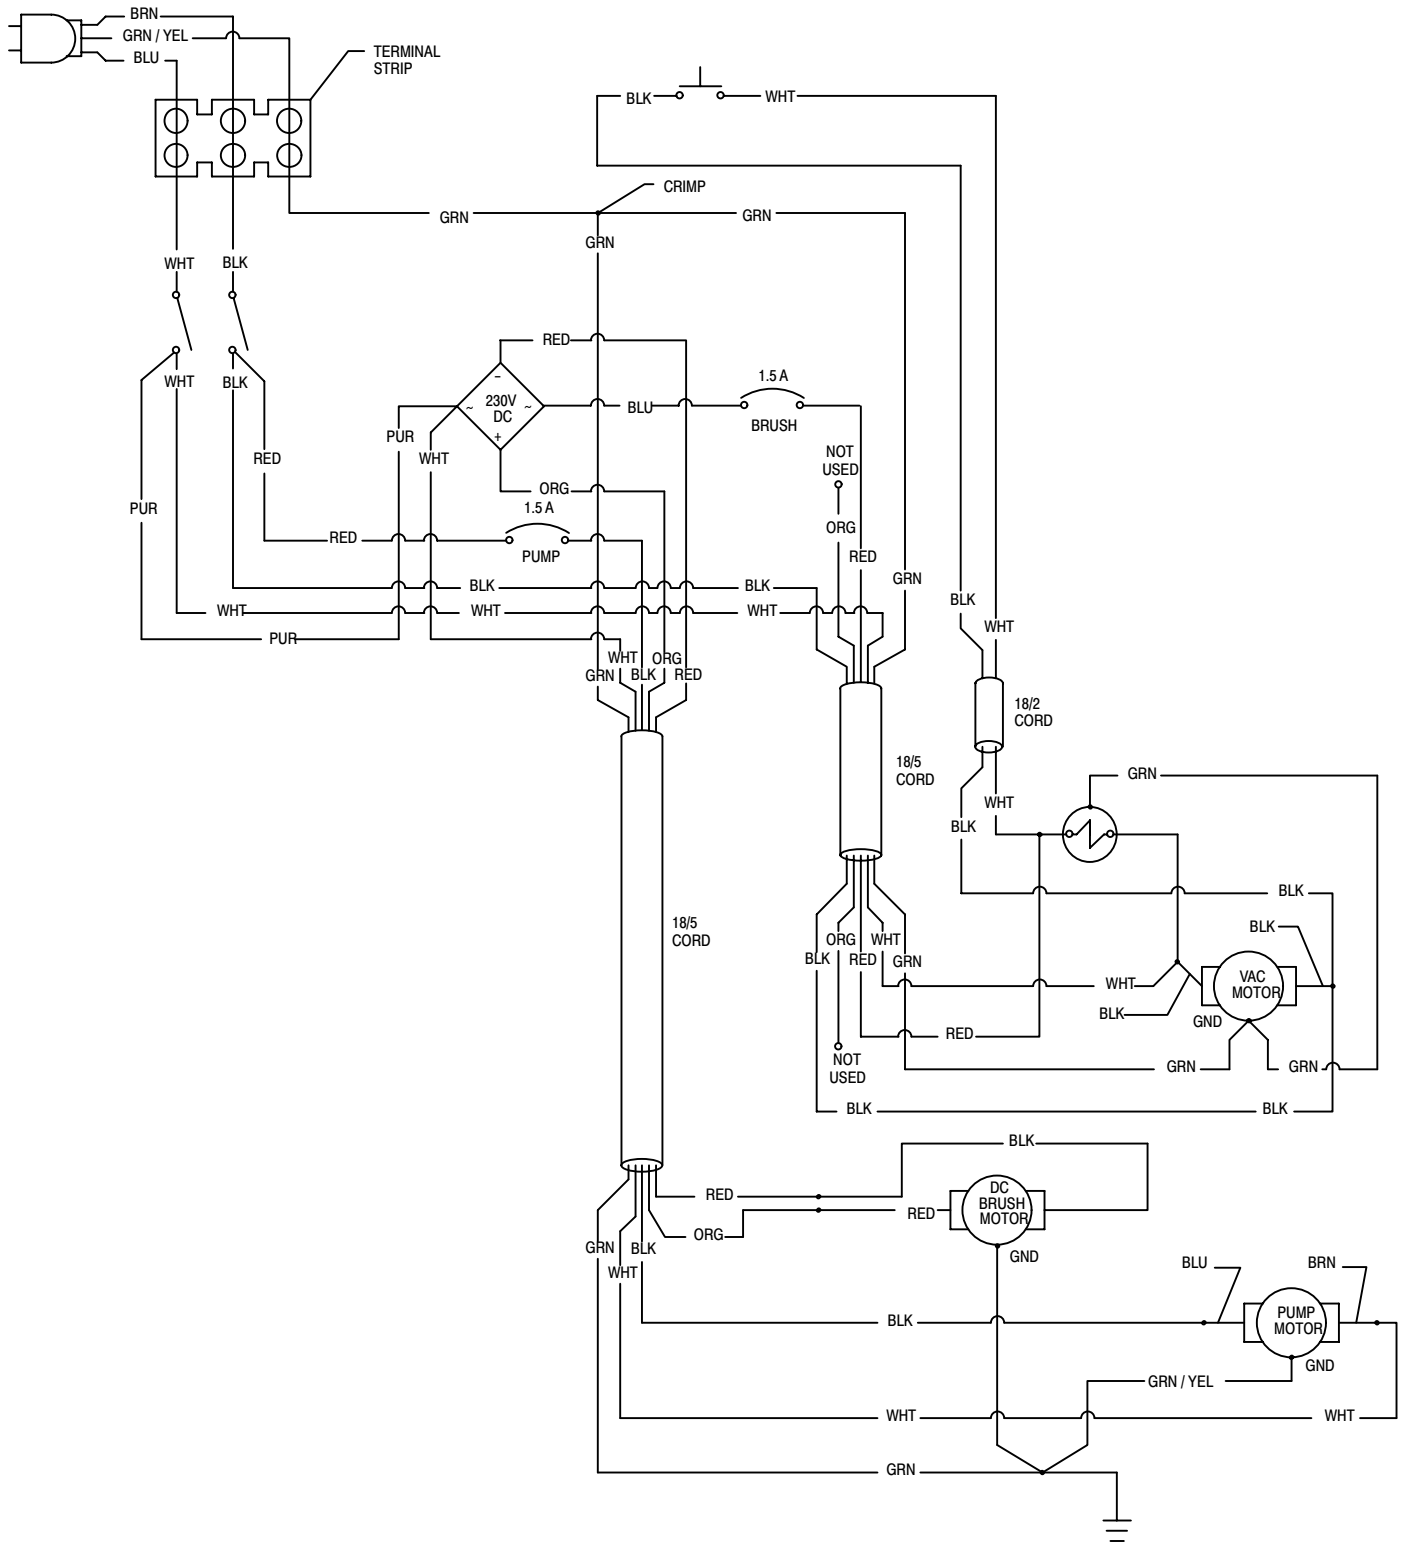 BRN
GRN / YEL
BLU
TERMINAL
STRIP
BLK
WHT
CRIMP
GRN
GRN
GRN
WHT
BLK
RED
WHT
BLK
1.5 A
230V
DC
~
~
−
+
BLU
BRUSH
PUR
WHT
RED
NOT
USED
ORG
1.5 A
PUR
ORG
RED
PUMP
RED
GRN
BLK
BLK
BLK
WHT
WHT
WHT
WHT
PUR
WHT
ORG
GRN
BLK
RED
18/2
CORD
18/5
CORD
GRN
WHT
BLK
BLK
18/5
CORD
BLK
ORG
WHT
BLK
RED
GRN
VAC
MOTOR
WHT
BLK
GND
RED
NOT
USED
GRN
GRN
BLK
BLK
BLK
RED
DC
BRUSH
MOTOR
RED
ORG
GRN
BLK
GND
WHT
BLU
BRN
BLK
PUMP
MOTOR
GND
GRN / YEL
WHT
WHT
GRN